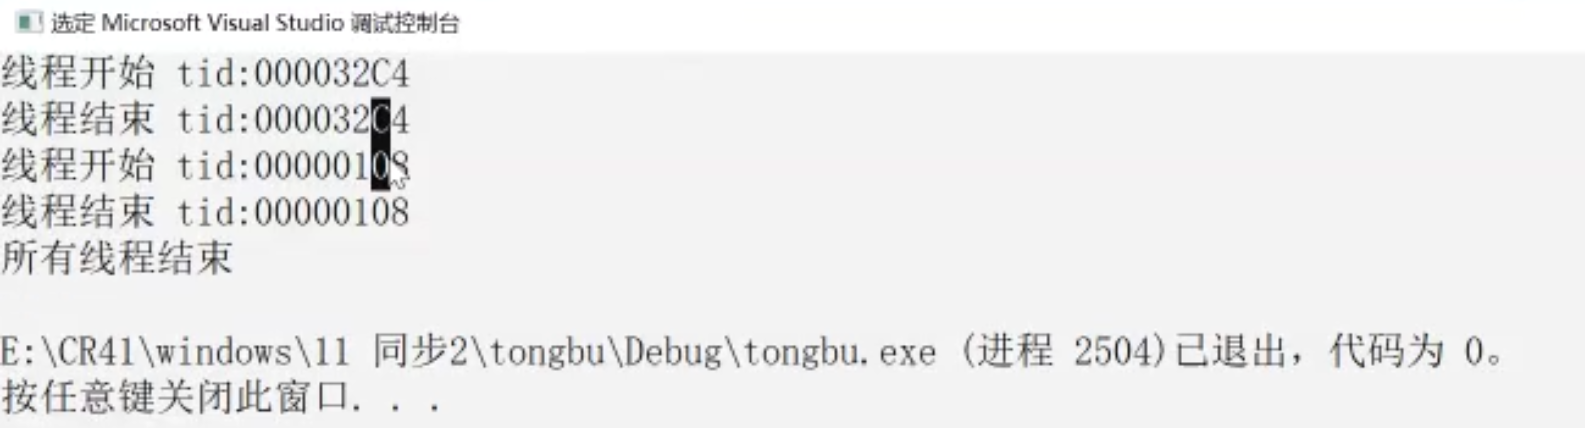 选定 Microsoft Visual Studio 调试控制台
线程开始 tid:000032C4
线程结束 tid:000032C4
线程开始 tid:00000108
线程结束 tid:00000108
所有线程结束
E:\CR41\windows\11 同步2\tongbu\Debug\tongbu.exe (进程 2504)已退出，代码为 0。
按任意键关闭此窗口. . .